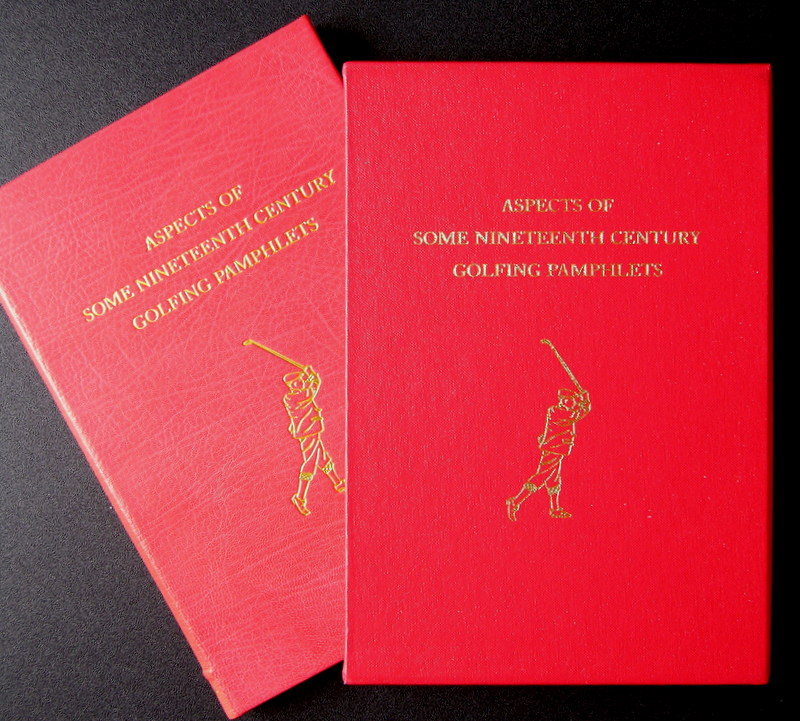 ASPECTS OF
SOME NINETEENTH CENTURY
GOLFING PAMPHLETS
ASPECTS OF
SOME NINETEENTH CENTURY
GOLFING PAMPHLETS